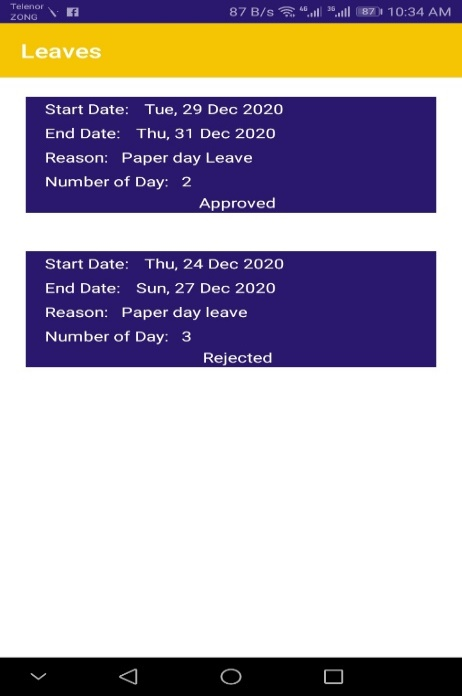 Telenor
ZONG
87 B/s 4G 3G 87 10:34 AM
Leaves
Start Date: Tue, 29 Dec 2020
End Date: Thu, 31 Dec 2020
Reason: Paper day Leave
Number of Day: 2
Approved
Start Date: Thu, 24 Dec 2020
End Date: Sun, 27 Dec 2020
Reason: Paper day leave
Number of Day: 3
Rejected